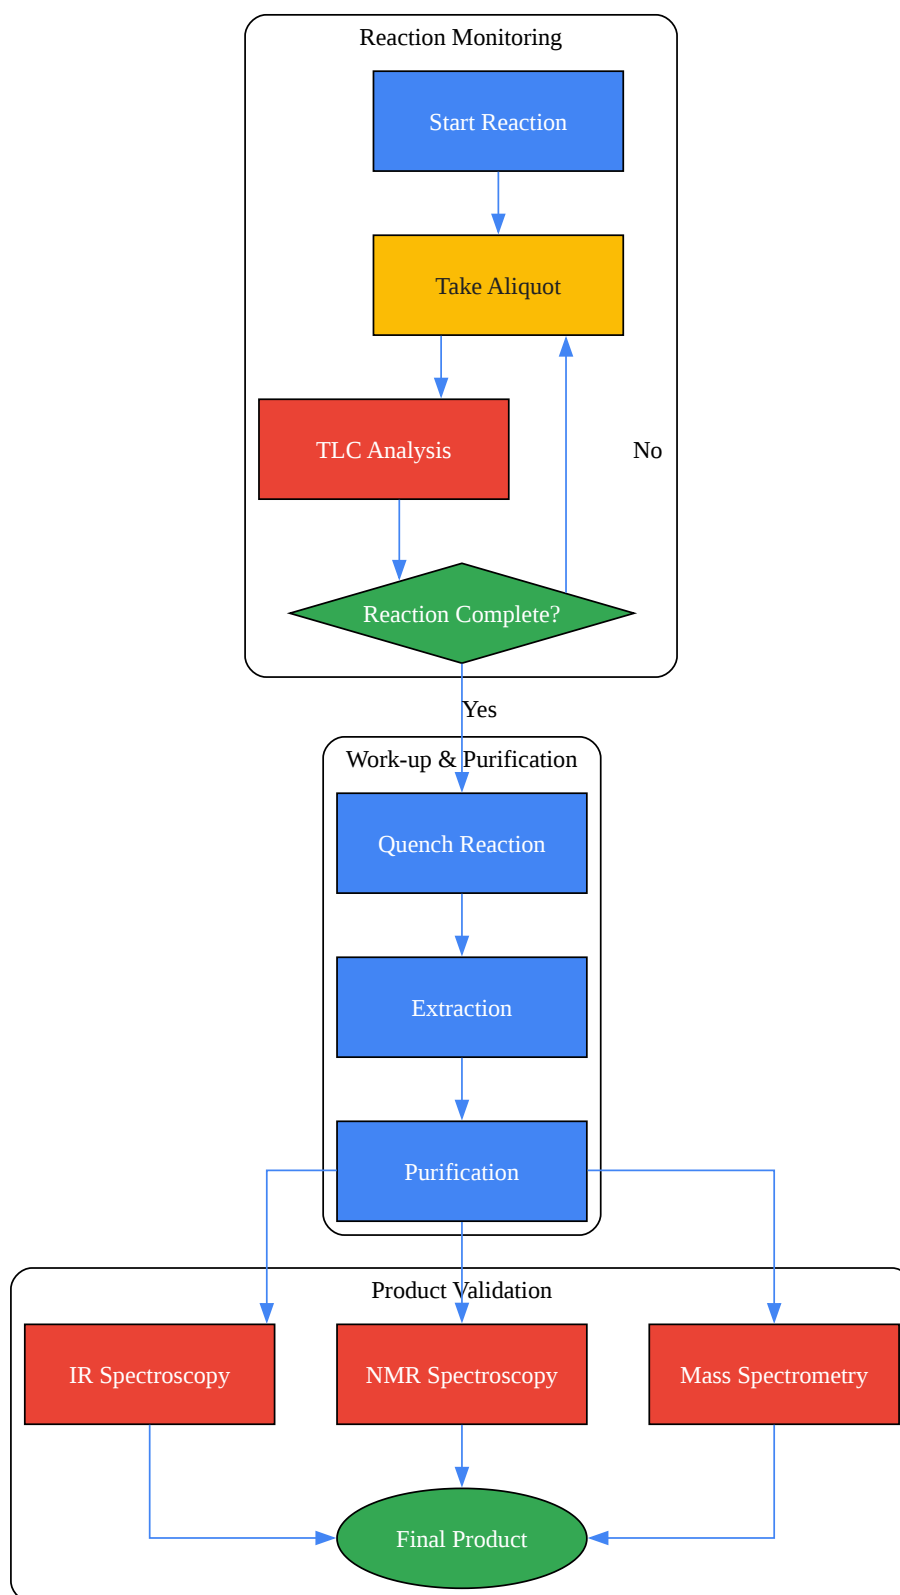 Reaction Monitoring
Start Reaction
Take Aliquot
TLC Analysis
No
Reaction Complete?
Yes
Work-up & Purification
Quench Reaction
Extraction
Purification
Product Validation
IR Spectroscopy
NMR Spectroscopy
Mass Spectrometry
Final Product